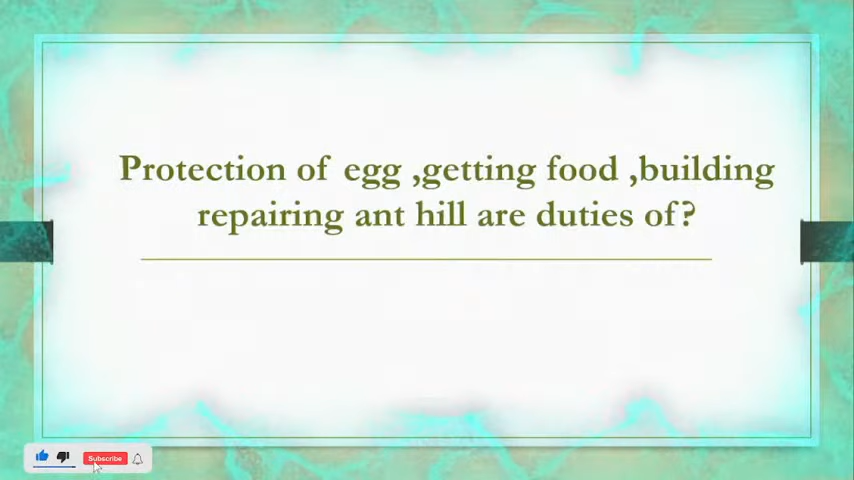 Protection of egg ,getting food ,building
repairing ant hill are duties of?
Subscribe